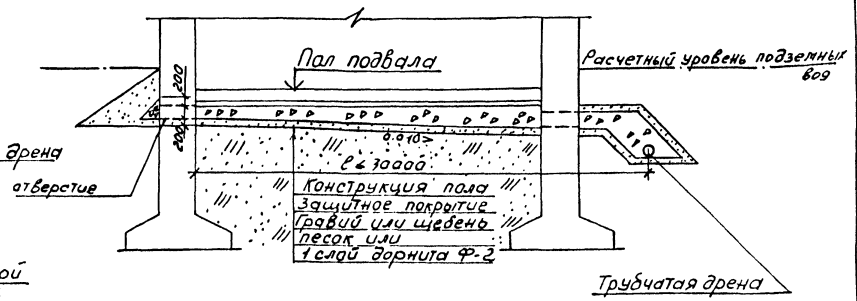 Пол подвала
Расчетный уровень подземных
вод
200
200
дрена
отверстие
0.010>
ℓ ≤ 30000
Конструкция пола
Защитное покрытие
Гравий или щебень
песок или
1 слой дорнита Ф-2
ой
Трубчатая дрена